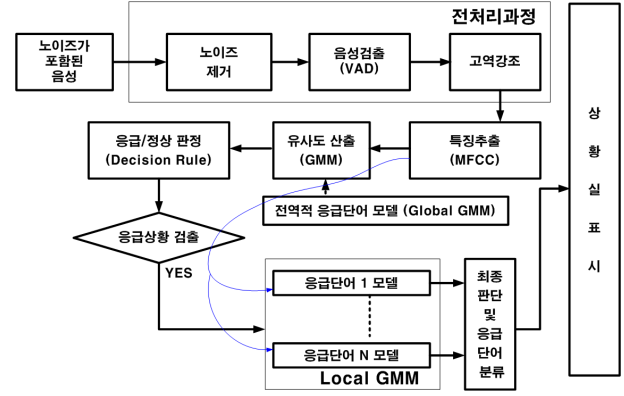 전처리과정
노이즈가
포함된
음성
노이즈
제거
음성검출
(VAD)
고역강조
응급/정상 판정
(Decision Rule)
유사도 산출
(GMM)
특징추출
(MFCC)
전역적 응급단어 모델 (Global GMM)
응급상황 검출
YES
응급단어 1 모델
응급단어 N 모델
Local GMM
최종
판단
및
응급
단어
분류
상
황
실
표
시